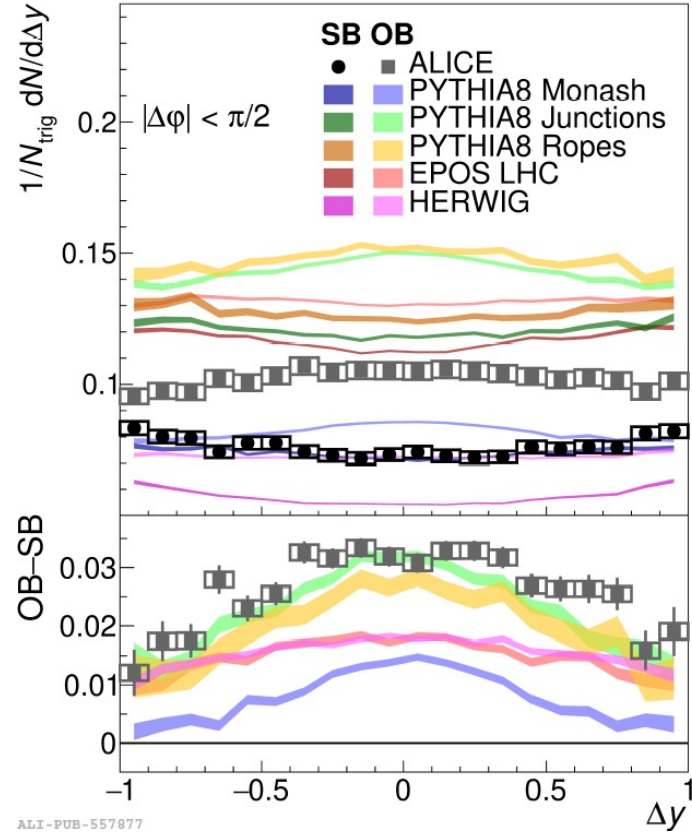 1/N_trig dN/dΔy
SB OB
ALICE
PYTHIA8 Monash
PYTHIA8 Junctions
PYTHIA8 Ropes
EPOS LHC
HERWIG
|Δφ| < π/2
0.2
0.15
0.1
OB−SB
0.03
0.02
0.01
0
−1 −0.5 0 0.5 1
Δy
ALI-PUB-557877